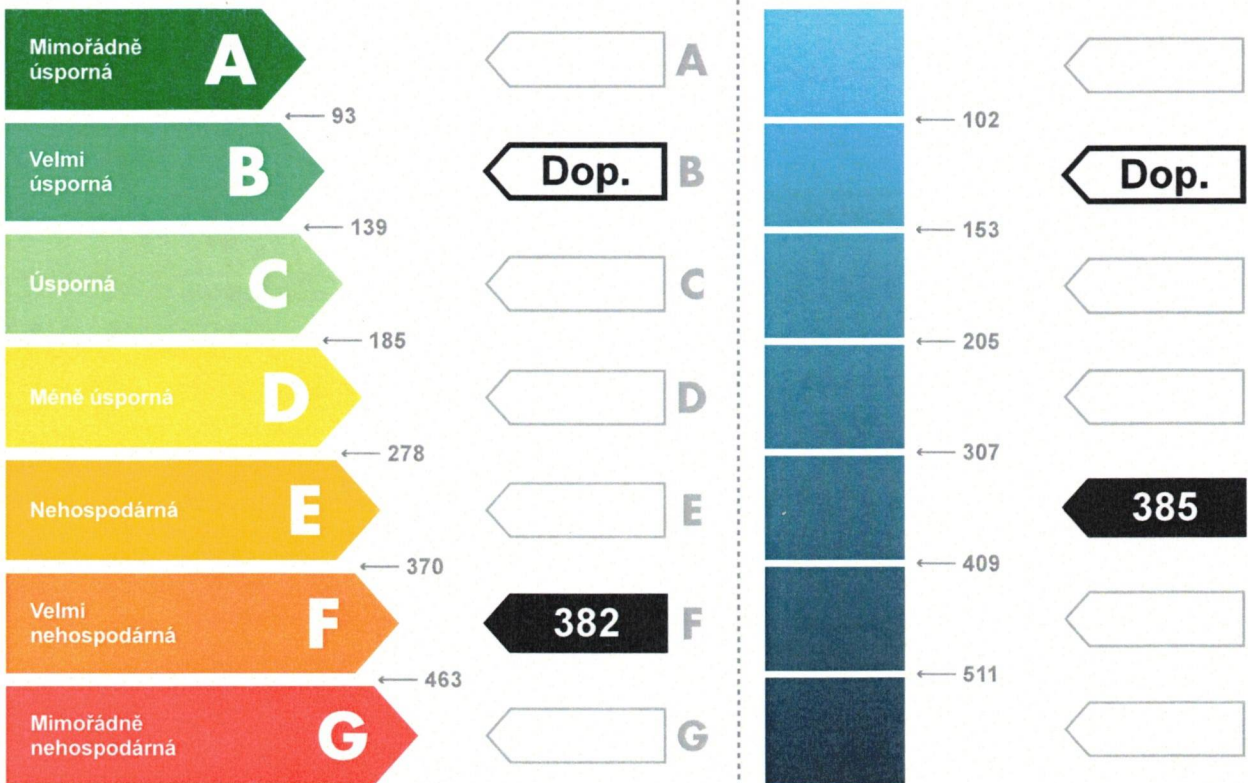 Mimořádně
úsporná
A
A
93
102
Velmi
úsporná
B
Dop.
B
Dop.
139
153
Úsporná
C
C
185
205
Méně úsporná
D
D
278
307
Nehospodárná
E
E
385
370
409
Velmi
nehospodárná
F
382
F
463
511
Mimořádně
nehospodárná
G
G